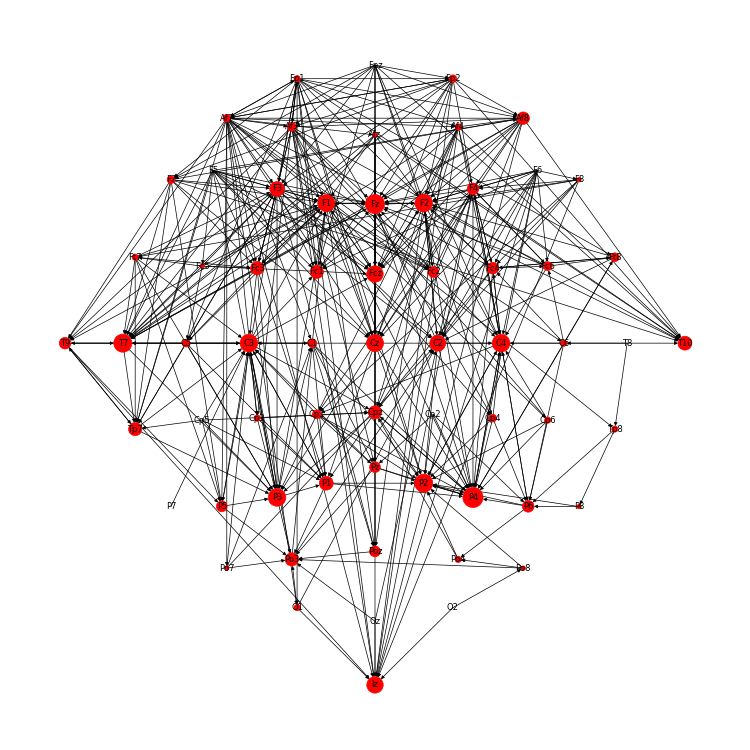 Fpz
Fp1 Fp2
Af7 Af8
Af3 Afz Af4
F7 F5 F6 F8
F3 F1 Fz F2 F4
Ft7 Fc5 Fc3 Fc1 Fcz Fc2 Fc4 Fc6 Ft8
T9 T7 C5 C3 C1 Cz C2 C4 C6 T8 T10
Tp7 Cp5 Cp3 Cp1 Cpz Cp2 Cp4 Cp6 Tp8
Pz
P1 P2
P7 P5 P3 P4 P6 P8
Po3 Poz Po4
Po7 Po8
O1 O2
Oz
Iz